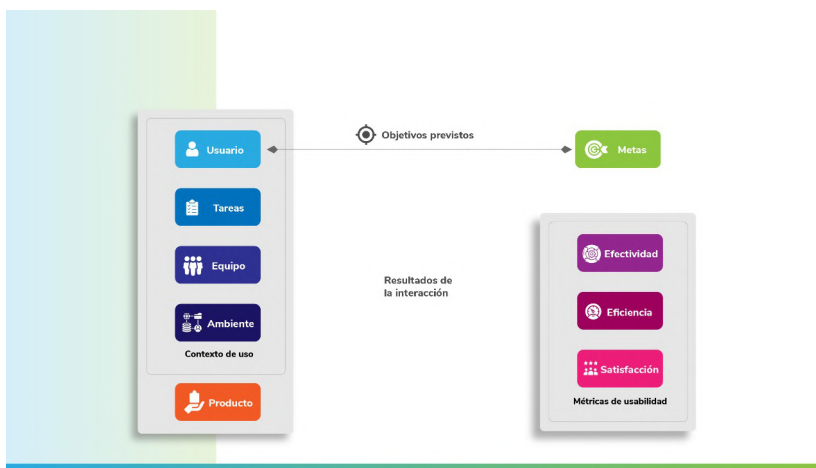 Objetivos previstos
Usuario
Metas
Tareas
Equipo
Ambiente
Contexto de uso
Producto
Resultados de
la interacción
Efectividad
Eficiencia
Satisfacción
Métricas de usabilidad